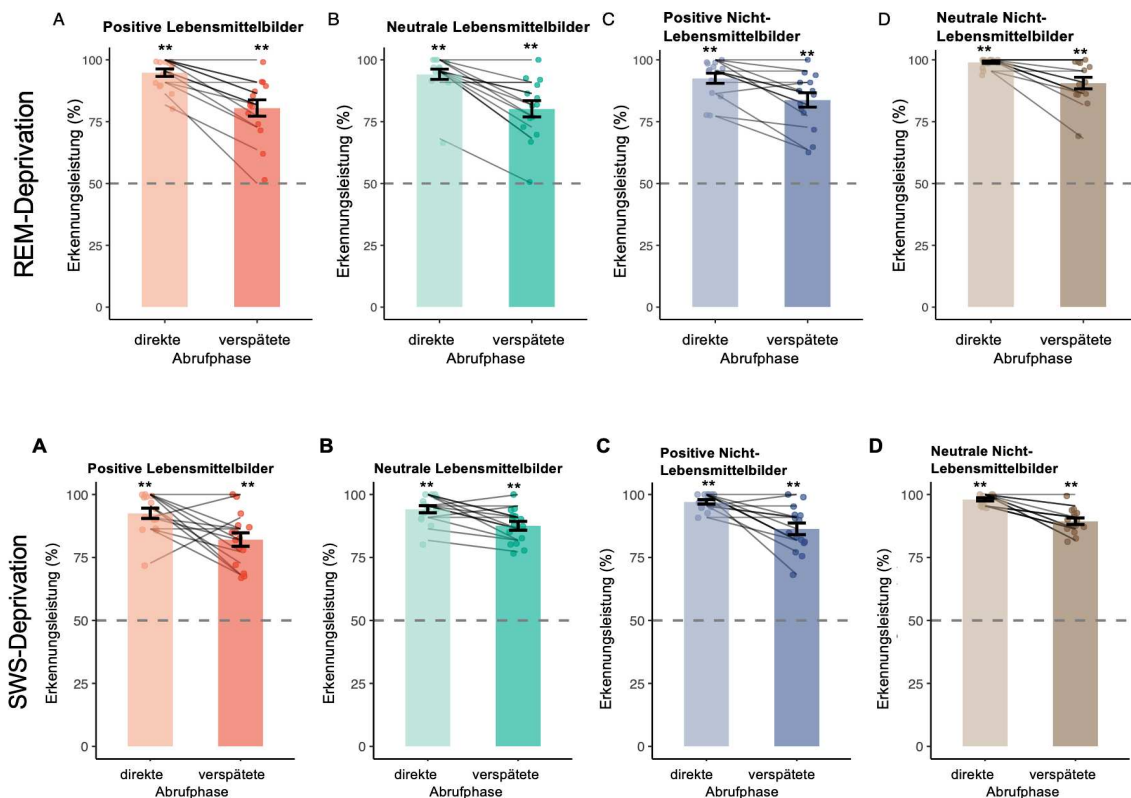 REM-Deprivation
A
Positive Lebensmittelbilder
** **
Erkennungsleistung (%)
100
75
50
25
0
direkte verspätete
Abrufphase
B
Neutrale Lebensmittelbilder
** **
Erkennungsleistung (%)
100
75
50
25
0
direkte verspätete
Abrufphase
C
Positive Nicht-
Lebensmittelbilder
** **
Erkennungsleistung (%)
100
75
50
25
0
direkte verspätete
Abrufphase
D
Neutrale Nicht-
Lebensmittelbilder
** **
Erkennungsleistung (%)
100
75
50
25
0
direkte verspätete
Abrufphase
SWS-Deprivation
A
Positive Lebensmittelbilder
** **
Erkennungsleistung (%)
100
75
50
25
0
direkte verspätete
Abrufphase
B
Neutrale Lebensmittelbilder
** **
Erkennungsleistung (%)
100
75
50
25
0
direkte verspätete
Abrufphase
C
Positive Nicht-
Lebensmittelbilder
** **
Erkennungsleistung (%)
100
75
50
25
0
direkte verspätete
Abrufphase
D
Neutrale Nicht-
Lebensmittelbilder
** **
Erkennungsleistung (%)
100
75
50
25
0
direkte verspätete
Abrufphase